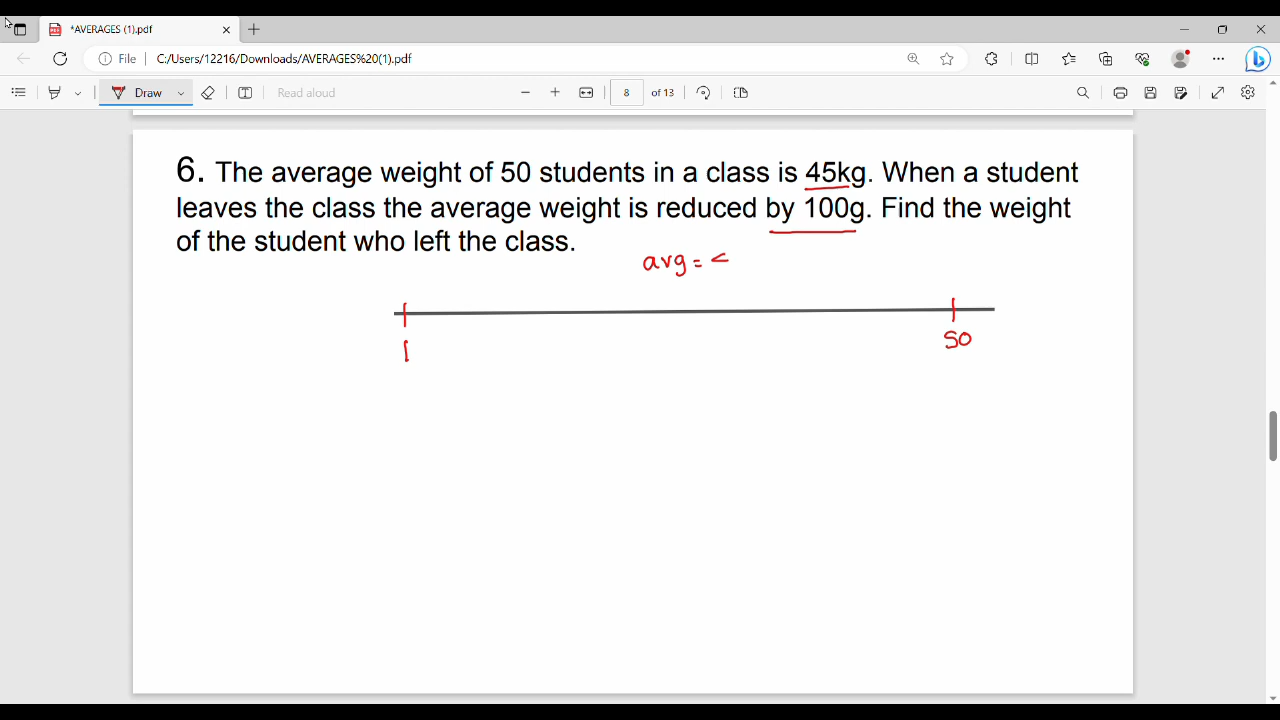 *AVERAGES (1).pdf
File C:/Users/12216/Downloads/AVERAGES%20(1).pdf
Draw Read aloud 8 of 13
6. The average weight of 50 students in a class is 45kg. When a student
leaves the class the average weight is reduced by 100g. Find the weight
of the student who left the class.
avg = <
1 50